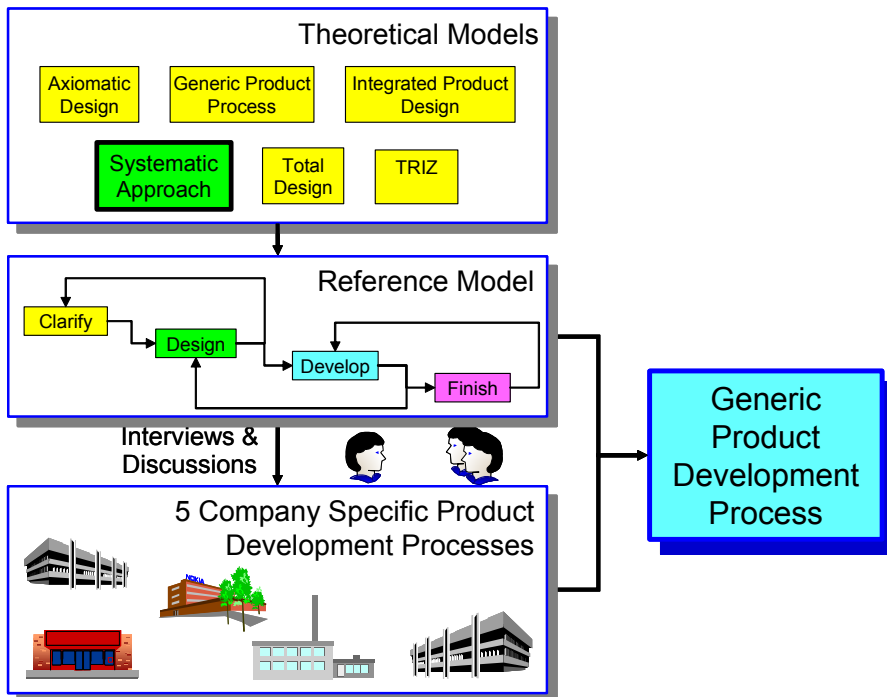 Theoretical Models
Axiomatic
Design
Generic Product
Process
Integrated Product
Design
Systematic
Approach
Total
Design
TRIZ
Reference Model
Clarify
Design
Develop
Finish
Interviews &
Discussions
5 Company Specific Product
Development Processes
NOKIA
Generic
Product
Development
Process